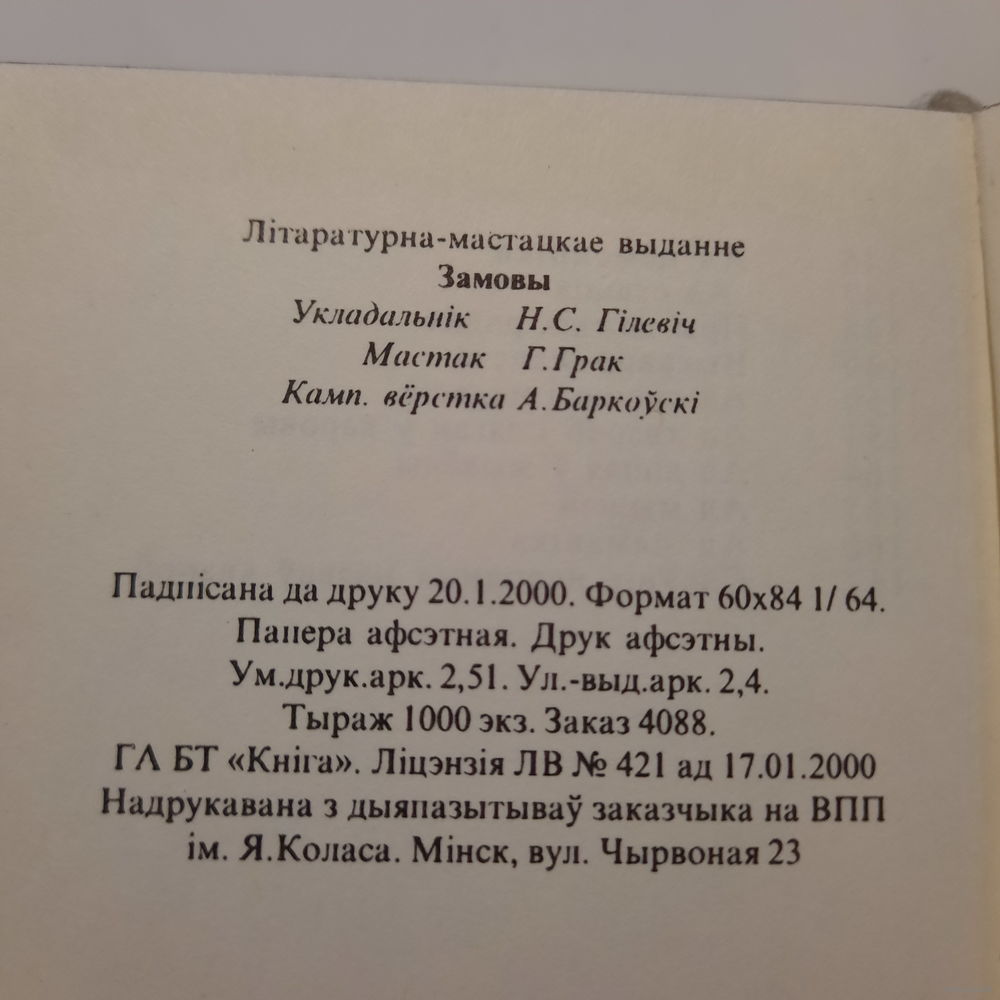 Літаратурна-мастацкае выданне
Замовы
Укладальнік Н.С. Гілевіч
Мастак Г.Грак
Камп. вёрстка А.Баркоўскі
Падпісана да друку 20.1.2000. Формат 60х84 1/ 64.
Папера афсэтная. Друк афсэтны.
Ум.друк.арк. 2,51. Ул.-выд.арк. 2,4.
Тыраж 1000 экз. Заказ 4088.
ГЛ БТ «Кніга». Ліцэнзія ЛВ № 421 ад 17.01.2000
Надрукавана з дыяпазытываў заказчыка на ВПП
ім. Я.Коласа. Мінск, вул. Чырвоная 23